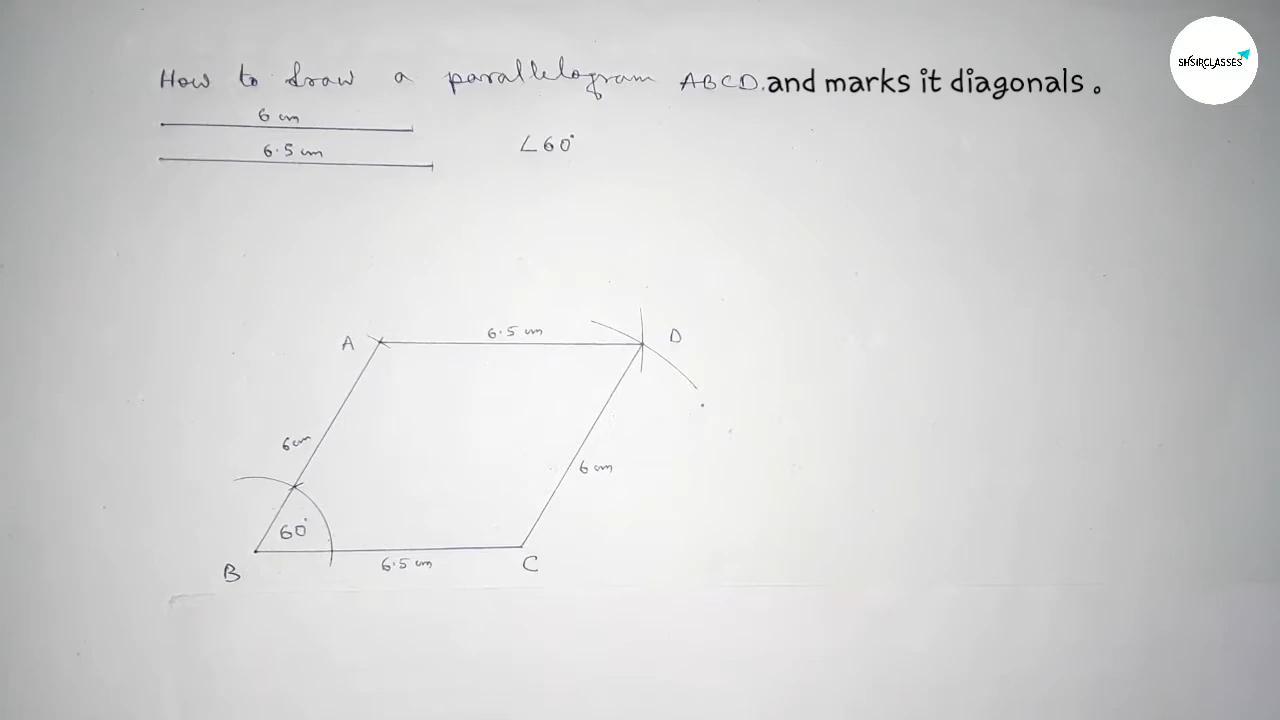 How to draw a parallelogram ABCD. and marks it diagonals.
SHSIRCLASSES
6 cm
6.5 cm
∠60°
6.5 cm
A
D
6 cm
6 cm
60°
B
6.5 cm
C